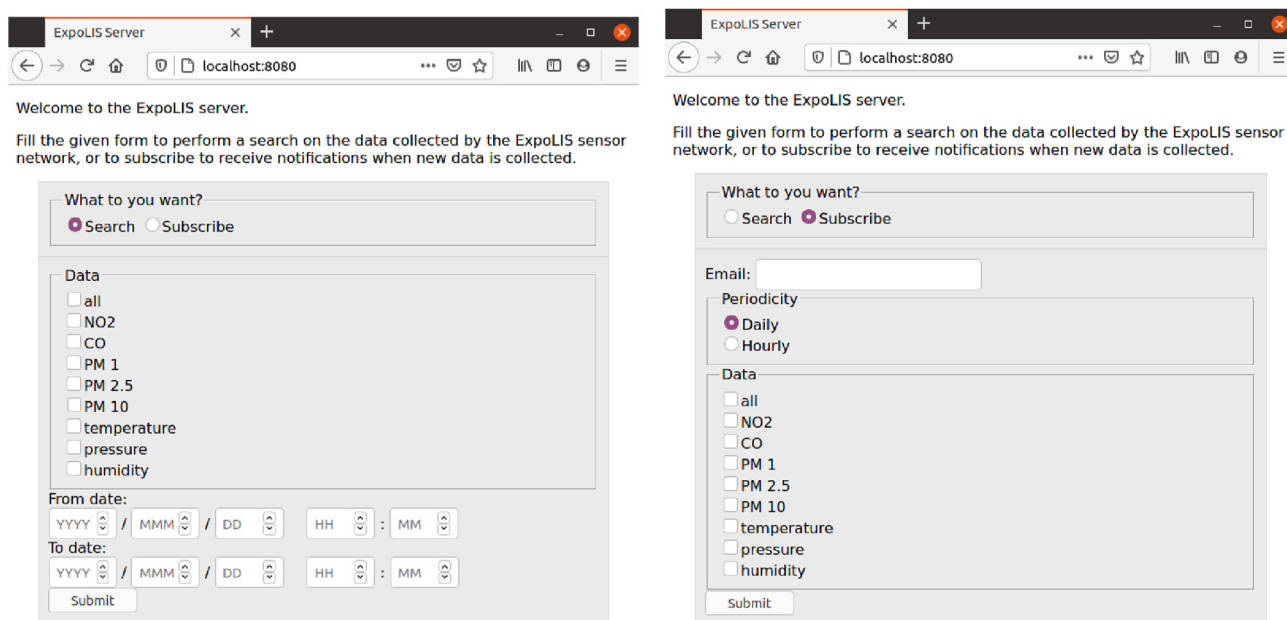 ExpoLIS Server
localhost:8080
Welcome to the ExpoLIS server.
Fill the given form to perform a search on the data collected by the ExpoLIS sensor
network, or to subscribe to receive notifications when new data is collected.
What to you want?
Search Subscribe
Data
all
NO2
CO
PM 1
PM 2.5
PM 10
temperature
pressure
humidity
From date:
YYYY / MMM / DD HH : MM
To date:
YYYY / MMM / DD HH : MM
Submit
ExpoLIS Server
localhost:8080
Welcome to the ExpoLIS server.
Fill the given form to perform a search on the data collected by the ExpoLIS sensor
network, or to subscribe to receive notifications when new data is collected.
What to you want?
Search Subscribe
Email:
Periodicity
Daily
Hourly
Data
all
NO2
CO
PM 1
PM 2.5
PM 10
temperature
pressure
humidity
Submit